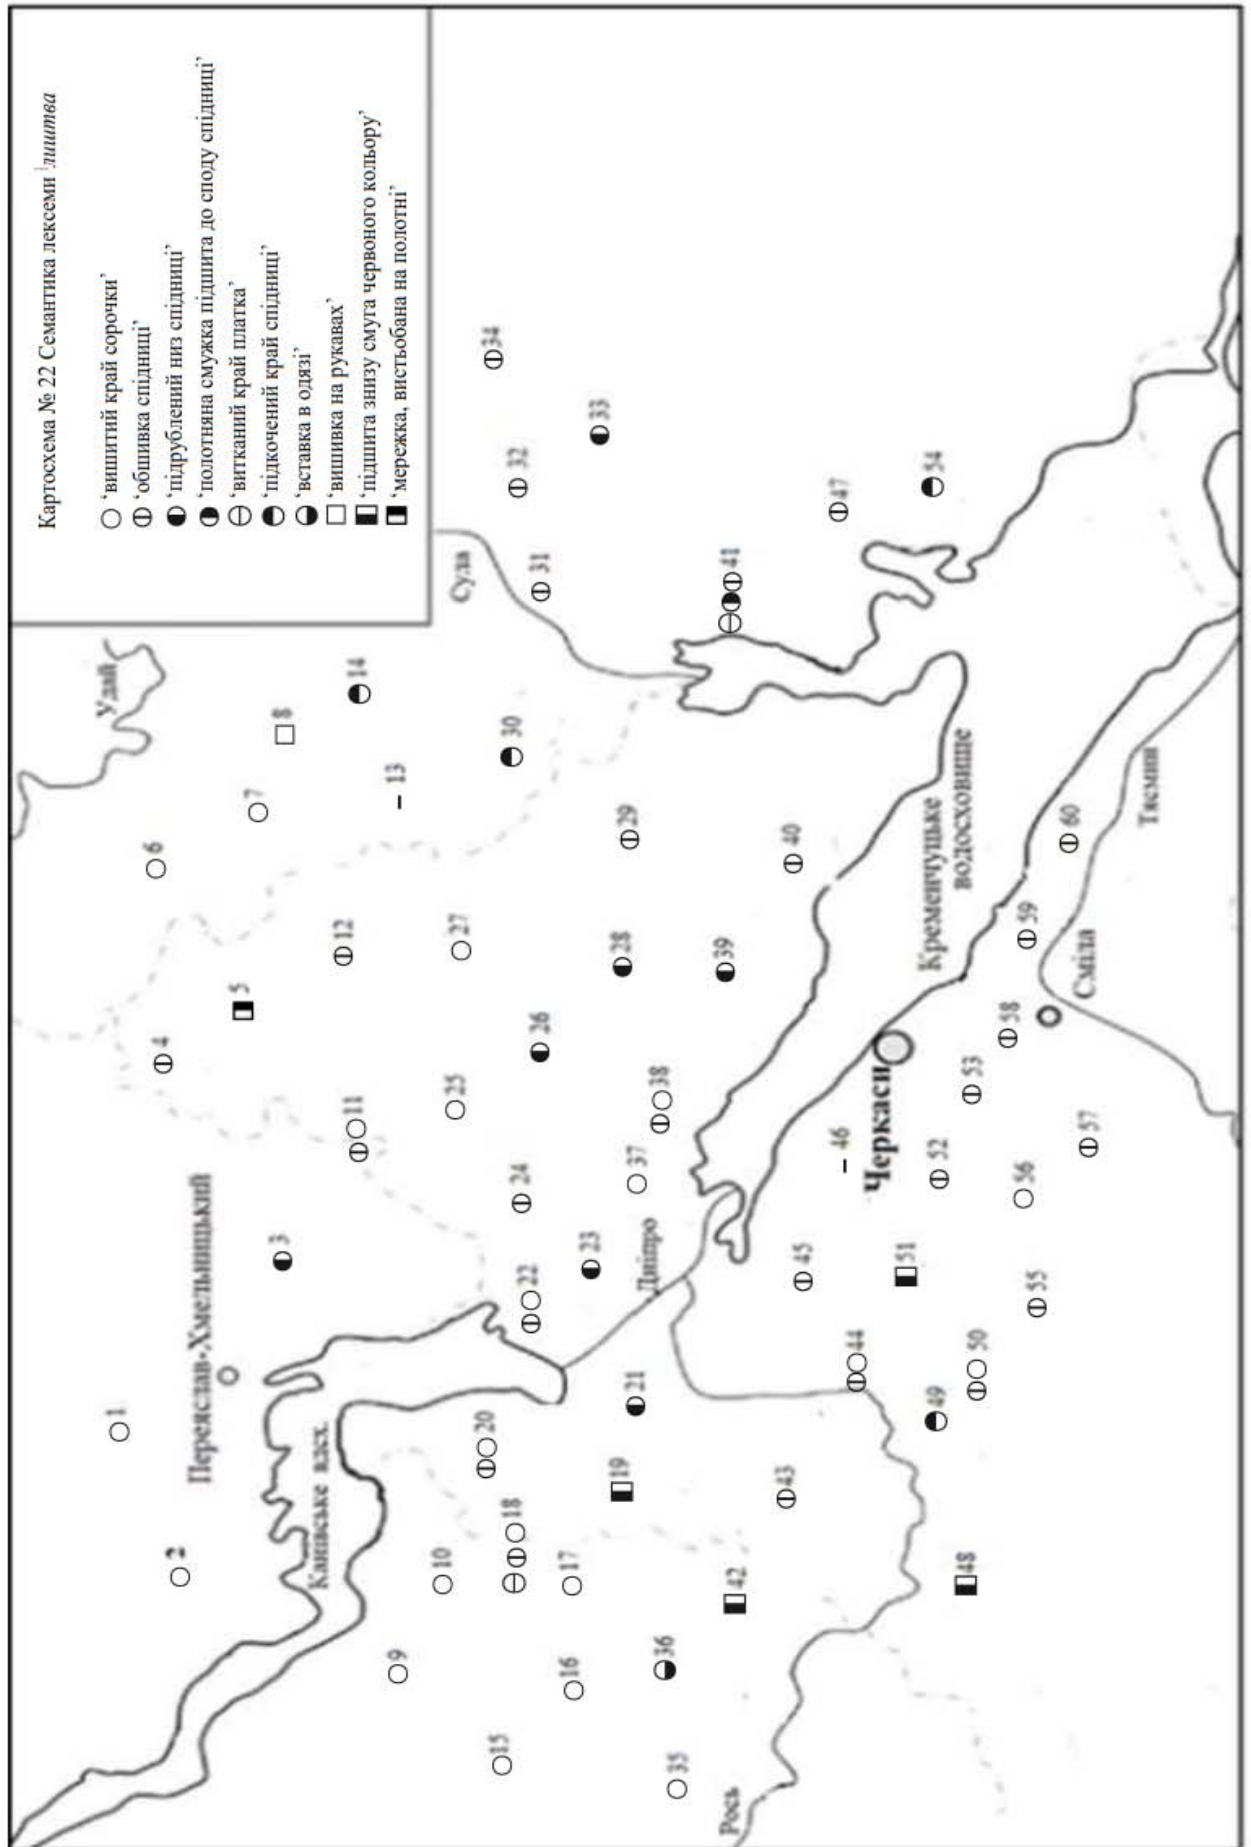 Картосхема № 22 Семантика лексеми ˈлиштва
‘вишитий край сорочки’
‘обшивка спідниці’
‘підрублений низ спідниці’
‘полотняна смужка підшита до споду спідниці’
‘витканий край платка’
‘підкочений край спідниці’
‘вставка в одязі’
‘вишивка на рукавах’
‘підшита знизу смуга червоного кольору’
‘мережка, вистьобана на полотні’
Удай
Сула
Переяслав-Хмельницький
Канівське вдсх.
Дніпро
Кременчуцьке
водосховище
Черкаси
Сміла
Тясмин
Рось
1
2
3
4
5
6
7
8
9
10
11
12
13
14
15
16
17
18
19
20
21
22
23
24
25
26
27
28
29
30
31
32
33
34
35
36
37
38
39
40
41
42
43
44
45
46
47
48
49
50
51
52
53
54
55
56
57
58
59
60